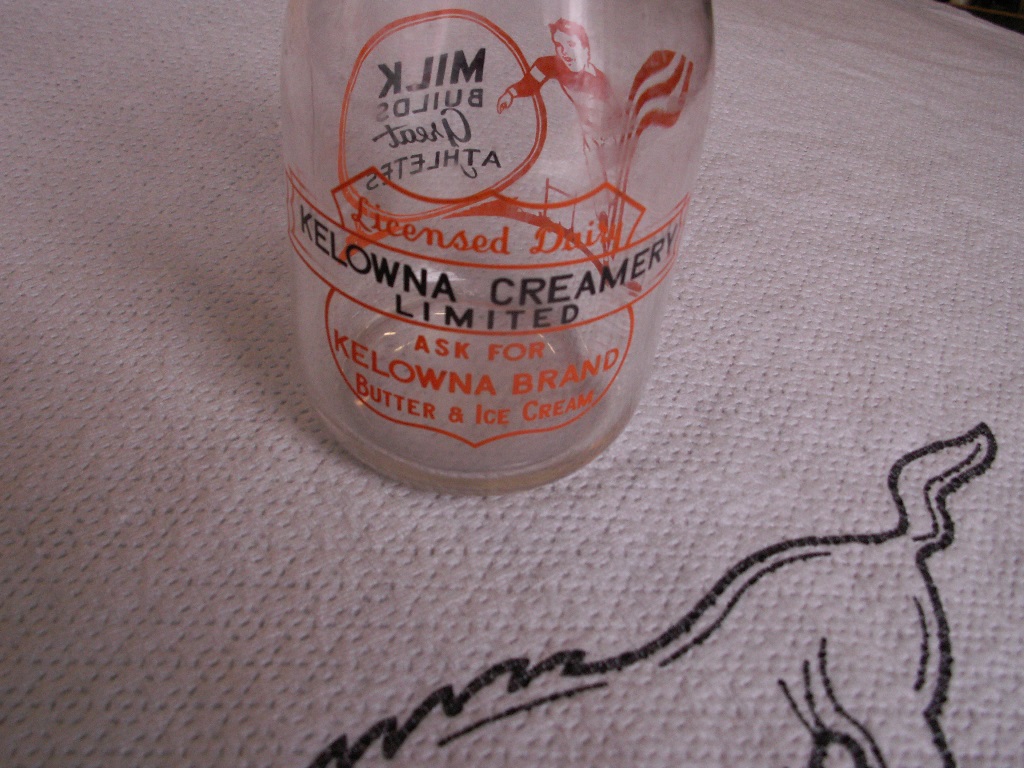 MILK
BUILDS
Great
ATHLETES
Licensed Dairy
KELOWNA CREAMERY
LIMITED
ASK FOR
KELOWNA BRAND
BUTTER & ICE CREAM